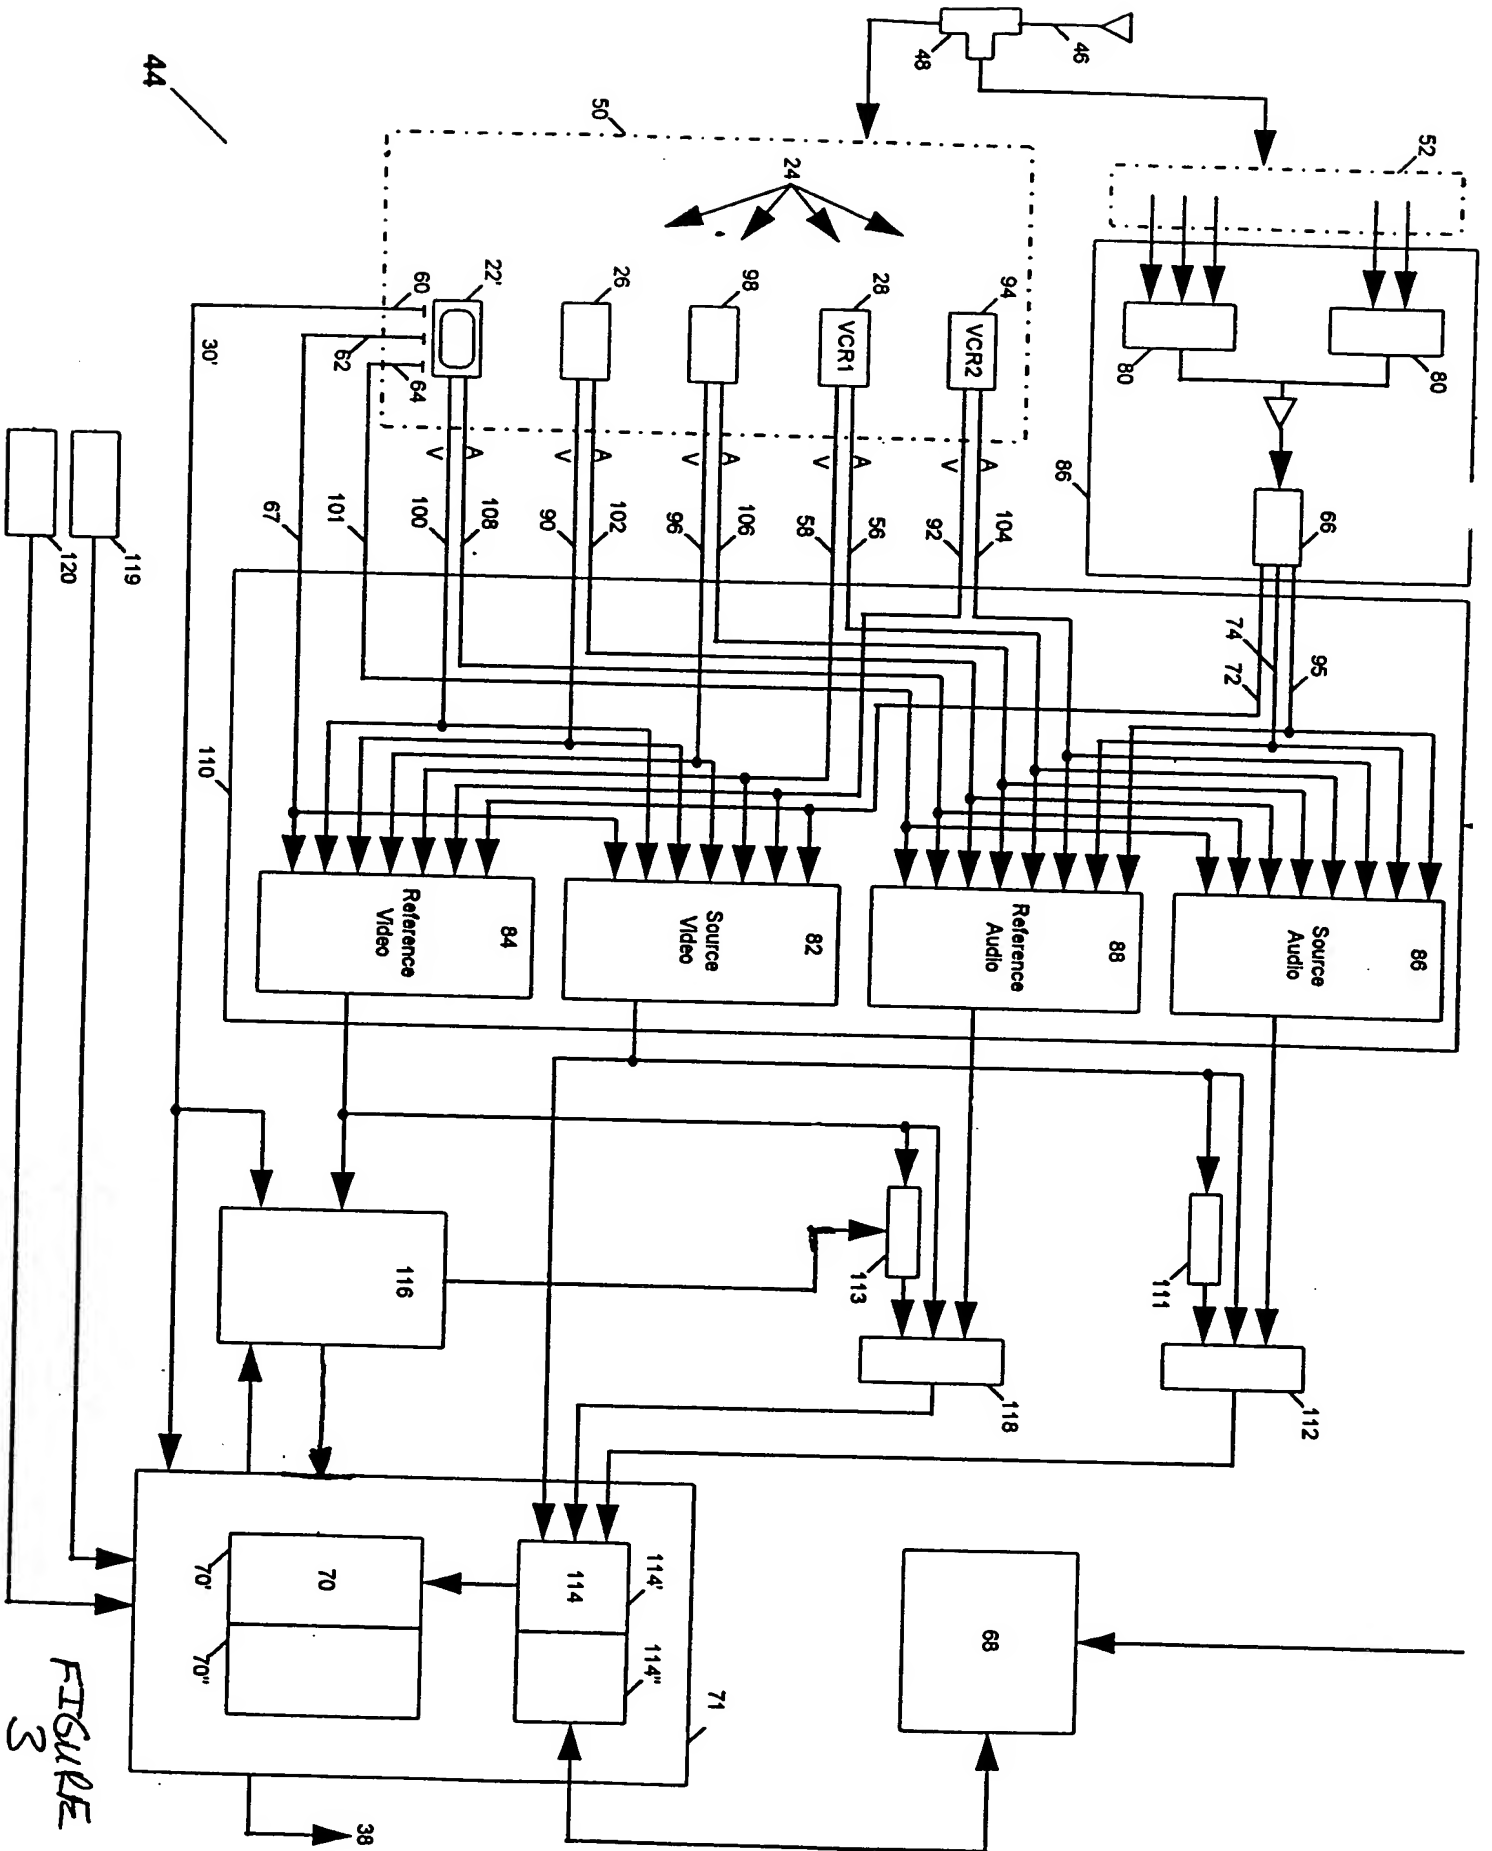 52
80
86
66
95
Source
Audio
112
74
72
111
80
86
88
Reference
Audio
46
94
VCR2
A
V
104
92
118
68
48
28
VCR1
A
V
56
58
113
82
Source
Video
24
98
A
V
106
96
71
50
26
A
V
102
90
114'
114"
114
84
Reference
Video
22'
A
V
108
100
116
60
64
62
101
67
30'
110
70
70'
70"
38
44
119
120
FIGURE
3